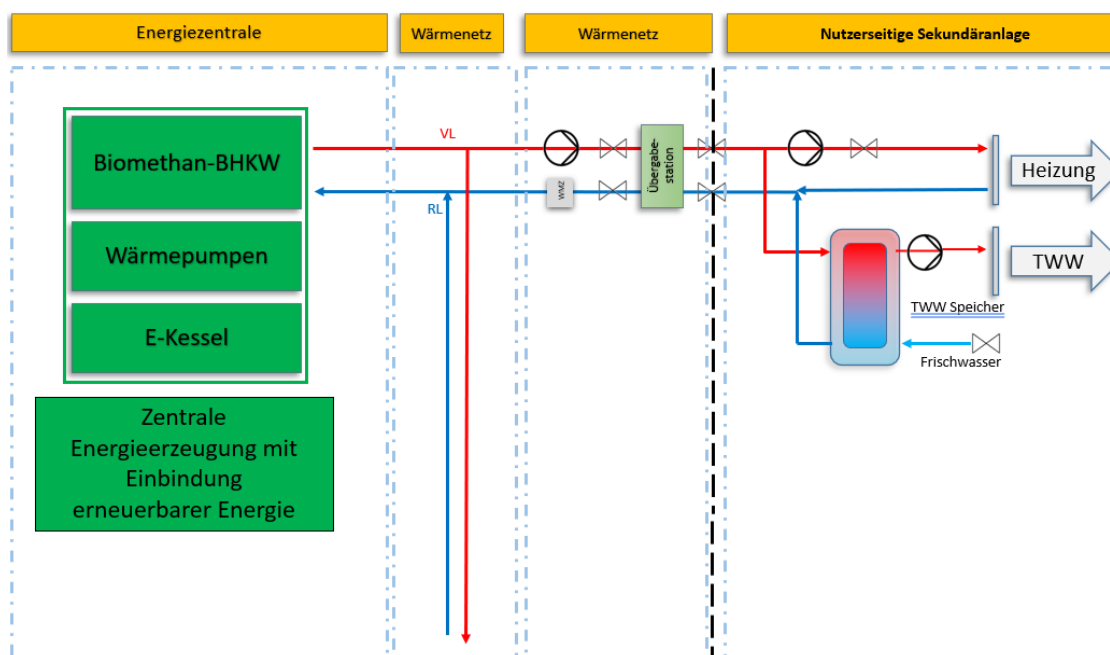 Energiezentrale
Wärmenetz
Wärmenetz
Nutzerseitige Sekundäranlage
Biomethan-BHKW
Wärmepumpen
E-Kessel
Zentrale
Energieerzeugung mit
Einbindung
erneuerbarer Energie
VL
RL
WMZ
Übergabe-
station
Heizung
TWW
TWW Speicher
Frischwasser